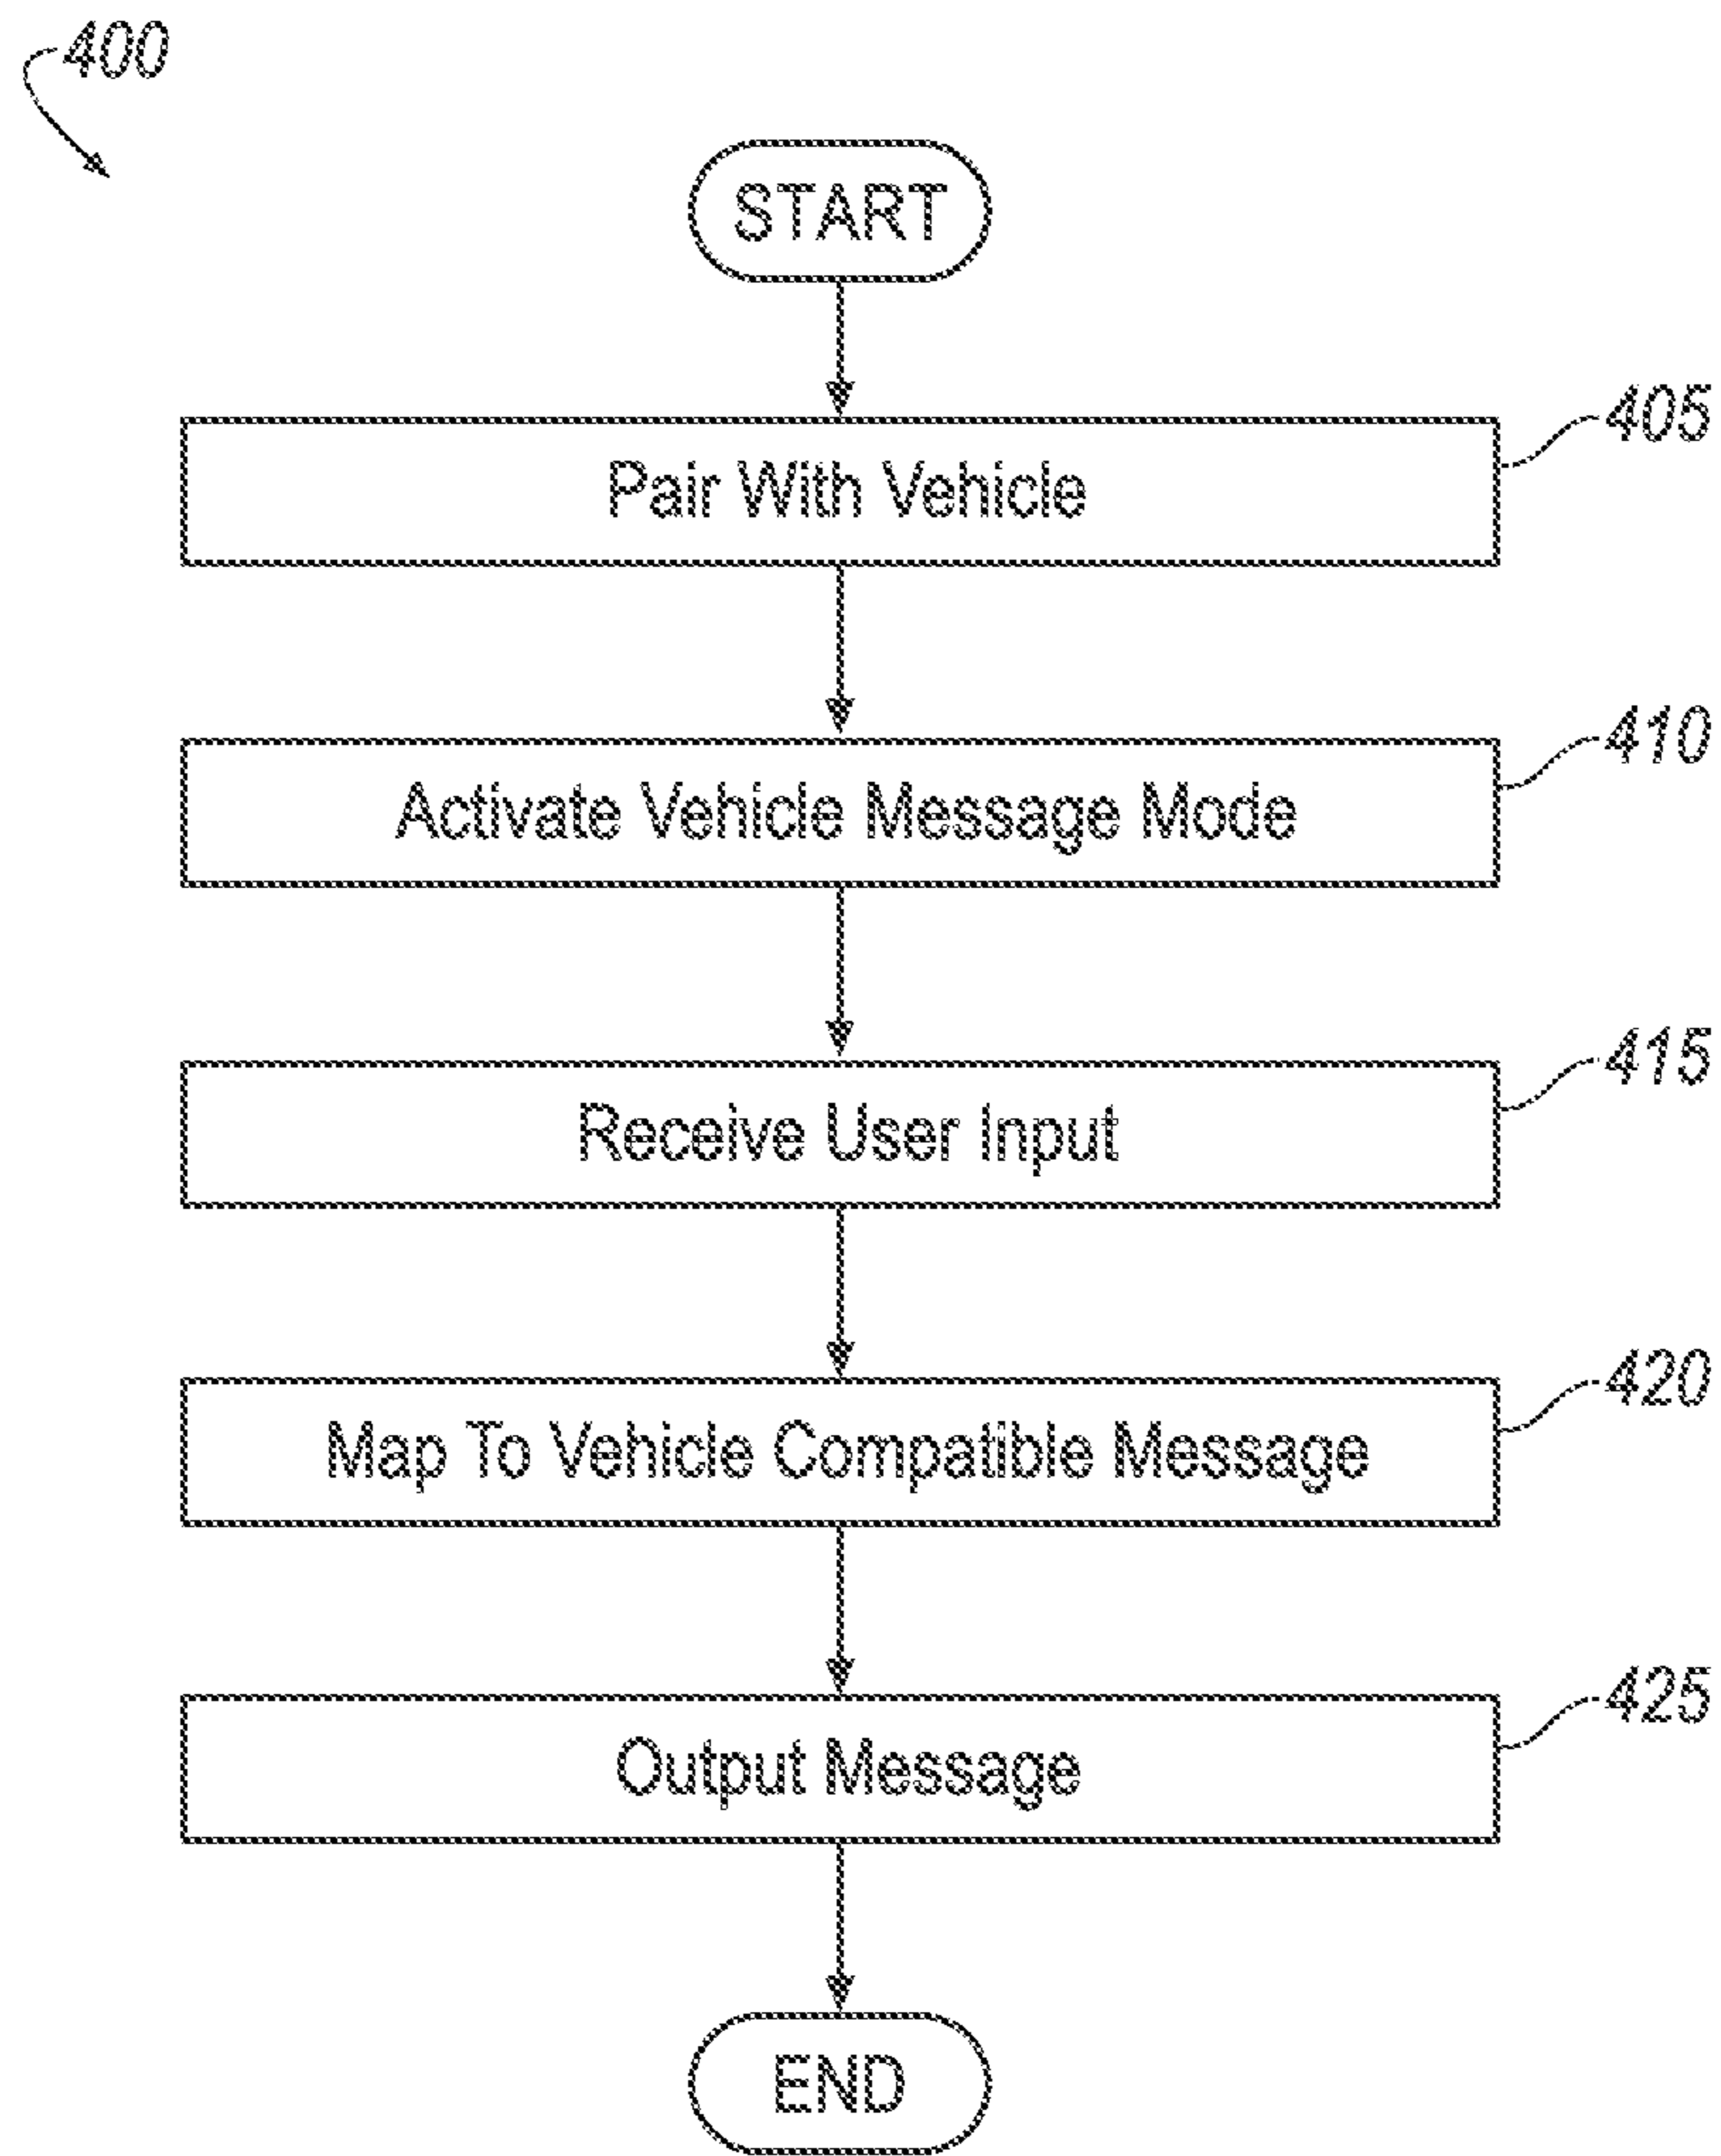 400
START
Pair With Vehicle
405
Activate Vehicle Message Mode
410
Receive User Input
415
Map To Vehicle Compatible Message
420
Output Message
425
END